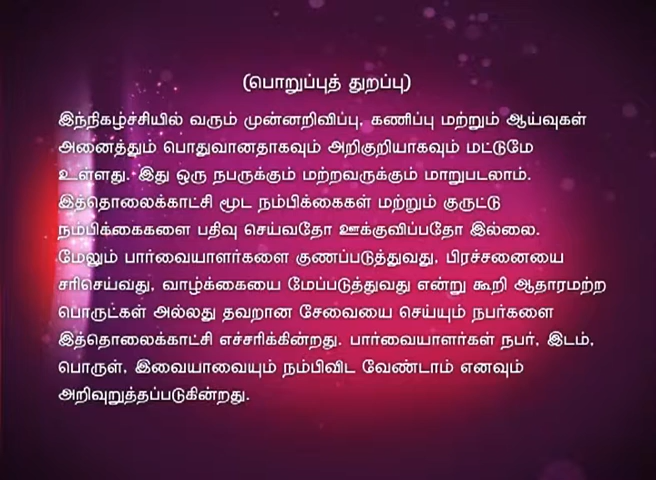 (பொறுப்புத் துறப்பு)
இந்நிகழ்ச்சியில் வரும் முன்னறிவிப்பு, கணிப்பு மற்றும் ஆய்வுகள்
அனைத்தும் பொதுவானதாகவும் அறிகுறியாகவும் மட்டுமே
உள்ளது. இது ஒரு நபருக்கும் மற்றவருக்கும் மாறுபடலாம்.
இத்தொலைக்காட்சி மூட நம்பிக்கைகள் மற்றும் குருட்டு
நம்பிக்கைகளை பதிவு செய்வதோ ஊக்குவிப்பதோ இல்லை.
மேலும் பார்வையாளர்களை குணப்படுத்துவது, பிரச்சனையை
சரிசெய்வது, வாழ்க்கையை மேப்படுத்துவது என்று கூறி ஆதாரமற்ற
பொருட்கள் அல்லது தவறான சேவையை செய்யும் நபர்களை
இத்தொலைக்காட்சி எச்சரிக்கின்றது. பார்வையாளர்கள் நபர், இடம்,
பொருள், இவையாவையும் நம்பிவிட வேண்டாம் எனவும்
அறிவுறுத்தப்படுகின்றது.